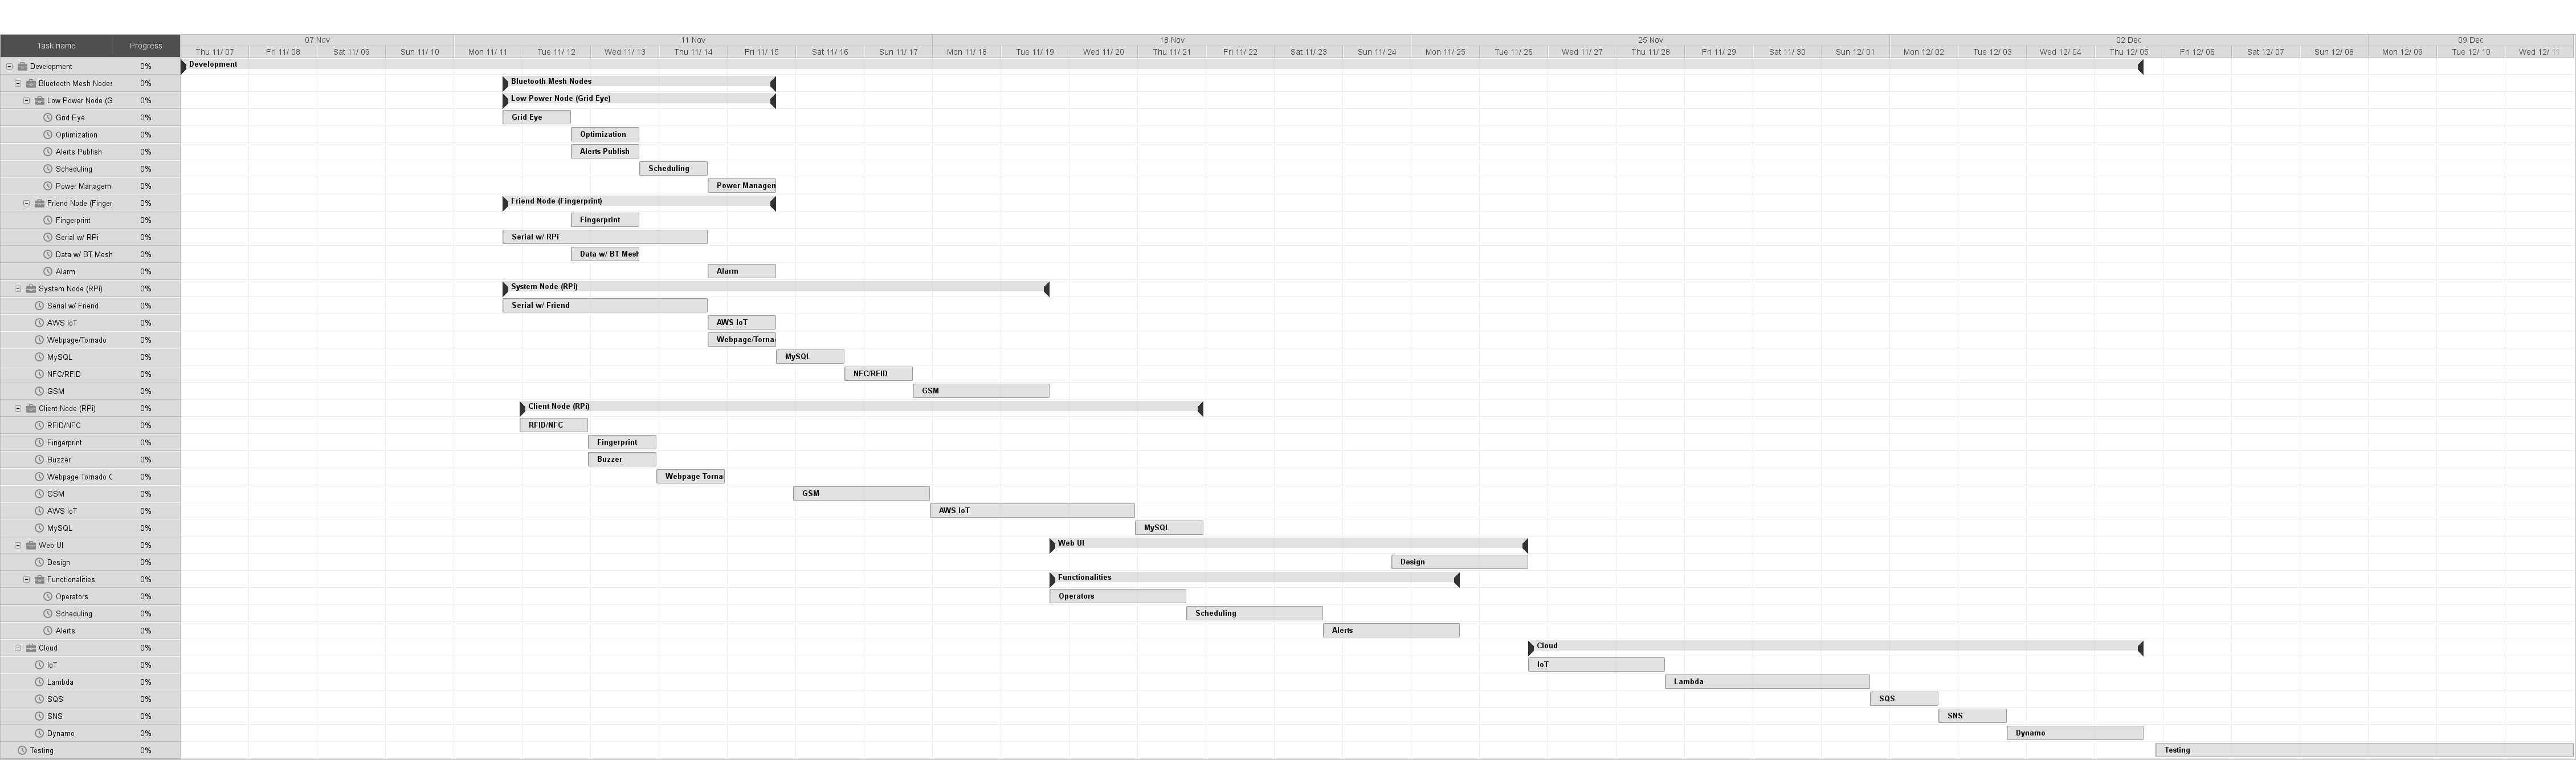 07 Nov 11 Nov 18 Nov 25 Nov 02 Dec 09 Dec
Task name Progress Thu 11/ 07 Fri 11/ 08 Sat 11/ 09 Sun 11/ 10 Mon 11/ 11 Tue 11/ 12 Wed 11/ 13 Thu 11/ 14 Fri 11/ 15 Sat 11/ 16 Sun 11/ 17 Mon 11/ 18 Tue 11/ 19 Wed 11/ 20 Thu 11/ 21 Fri 11/ 22 Sat 11/ 23 Sun 11/ 24 Mon 11/ 25 Tue 11/ 26 Wed 11/ 27 Thu 11/ 28 Fri 11/ 29 Sat 11/ 30 Sun 12/ 01 Mon 12/ 02 Tue 12/ 03 Wed 12/ 04 Thu 12/ 05 Fri 12/ 06 Sat 12/ 07 Sun 12/ 08 Mon 12/ 09 Tue 12/ 10 Wed 12/ 11
Development 0% Development
Bluetooth Mesh Nodes 0% Bluetooth Mesh Nodes
Low Power Node (G 0% Low Power Node (Grid Eye)
Grid Eye 0% Grid Eye
Optimization 0% Optimization
Alerts Publish 0% Alerts Publish
Scheduling 0% Scheduling
Power Managem 0% Power Managen
Friend Node (Finger 0% Friend Node (Fingerprint)
Fingerprint 0% Fingerprint
Serial w/ RPi 0% Serial w/ RPi
Data w/ BT Mesh 0% Data w/ BT Mesh
Alarm 0% Alarm
System Node (RPi) 0% System Node (RPi)
Serial w/ Friend 0% Serial w/ Friend
AWS IoT 0% AWS IoT
Webpage/Tornado 0% Webpage/Torna
MySQL 0% MySQL
NFC/RFID 0% NFC/RFID
GSM 0% GSM
Client Node (RPi) 0% Client Node (RPi)
RFID/NFC 0% RFID/NFC
Fingerprint 0% Fingerprint
Buzzer 0% Buzzer
Webpage Tornado C 0% Webpage Torna
GSM 0% GSM
AWS IoT 0% AWS IoT
MySQL 0% MySQL
Web UI 0% Web UI
Design 0% Design
Functionalities 0% Functionalities
Operators 0% Operators
Scheduling 0% Scheduling
Alerts 0% Alerts
Cloud 0% Cloud
IoT 0% IoT
Lambda 0% Lambda
SQS 0% SQS
SNS 0% SNS
Dynamo 0% Dynamo
Testing 0% Testing